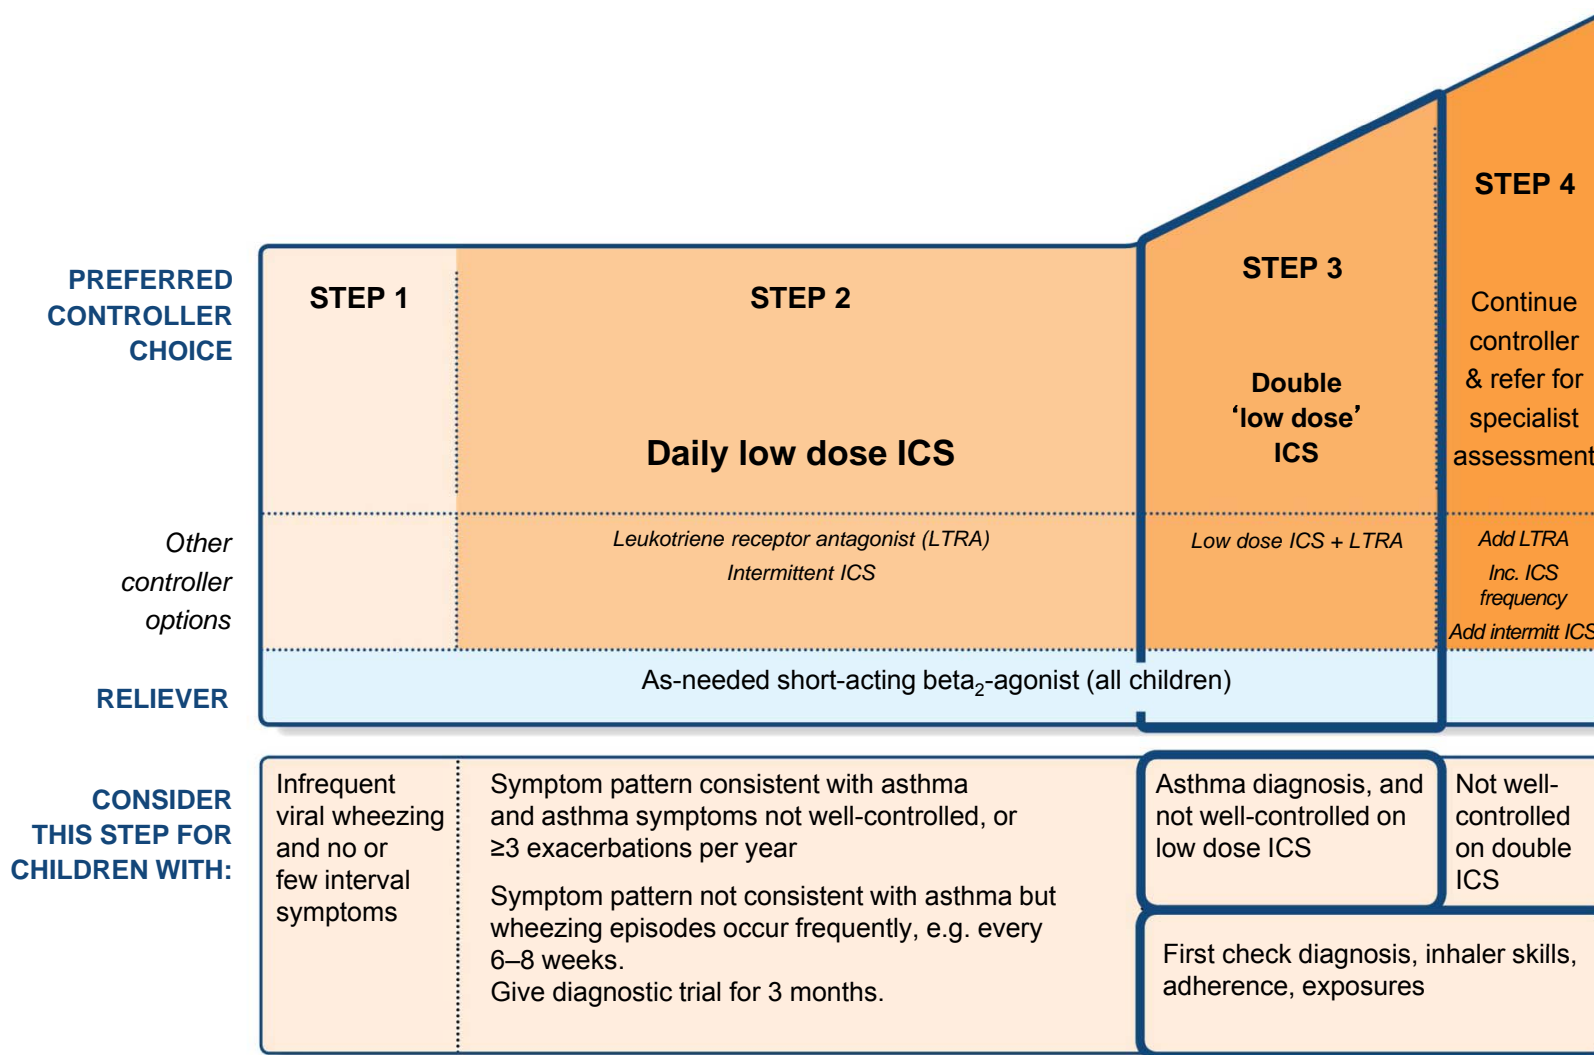 PREFERRED
CONTROLLER
CHOICE
STEP 1
STEP 2
Daily low dose ICS
STEP 3
Double
‘low dose’
ICS
STEP 4
Continue
controller
& refer for
specialist
assessment
Other
controller
options
Leukotriene receptor antagonist (LTRA)
Intermittent ICS
Low dose ICS + LTRA
Add LTRA
Inc. ICS
frequency
Add intermitt ICS
RELIEVER
As-needed short-acting beta₂-agonist (all children)
CONSIDER
THIS STEP FOR
CHILDREN WITH:
Infrequent
viral wheezing
and no or
few interval
symptoms
Symptom pattern consistent with asthma
and asthma symptoms not well-controlled, or
≥3 exacerbations per year
Symptom pattern not consistent with asthma but
wheezing episodes occur frequently, e.g. every
6–8 weeks.
Give diagnostic trial for 3 months.
Asthma diagnosis, and
not well-controlled on
low dose ICS
Not well-
controlled
on double
ICS
First check diagnosis, inhaler skills,
adherence, exposures